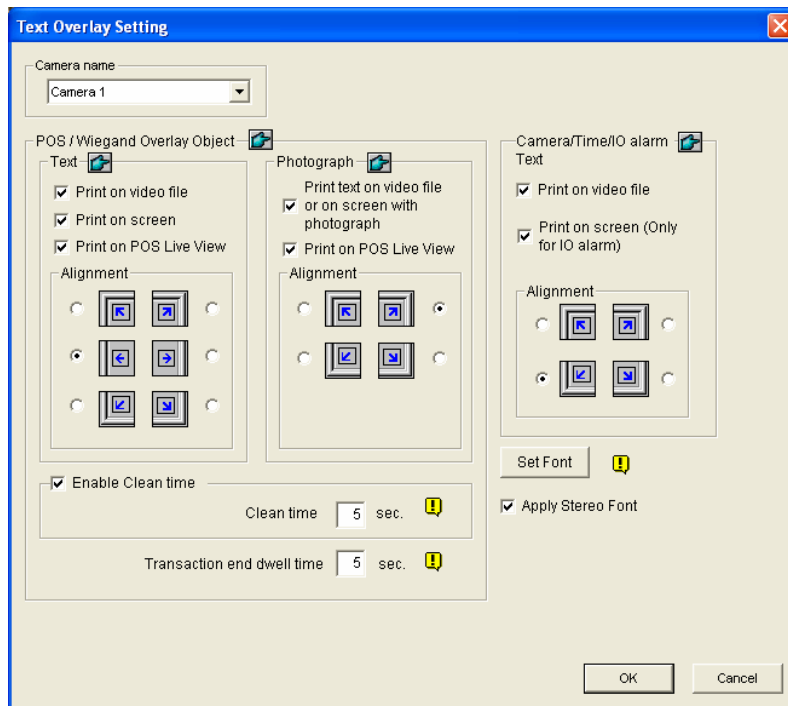 Text Overlay Setting
Camera name
Camera 1
POS / Wiegand Overlay Object
Text
Print on video file
Print on screen
Print on POS Live View
Alignment
Photograph
Print text on video file
or on screen with
photograph
Print on POS Live View
Alignment
Camera/Time/IO alarm
Text
Print on video file
Print on screen (Only
for IO alarm)
Alignment
Set Font
Apply Stereo Font
Enable Clean time
Clean time 5 sec.
Transaction end dwell time 5 sec.
OK
Cancel